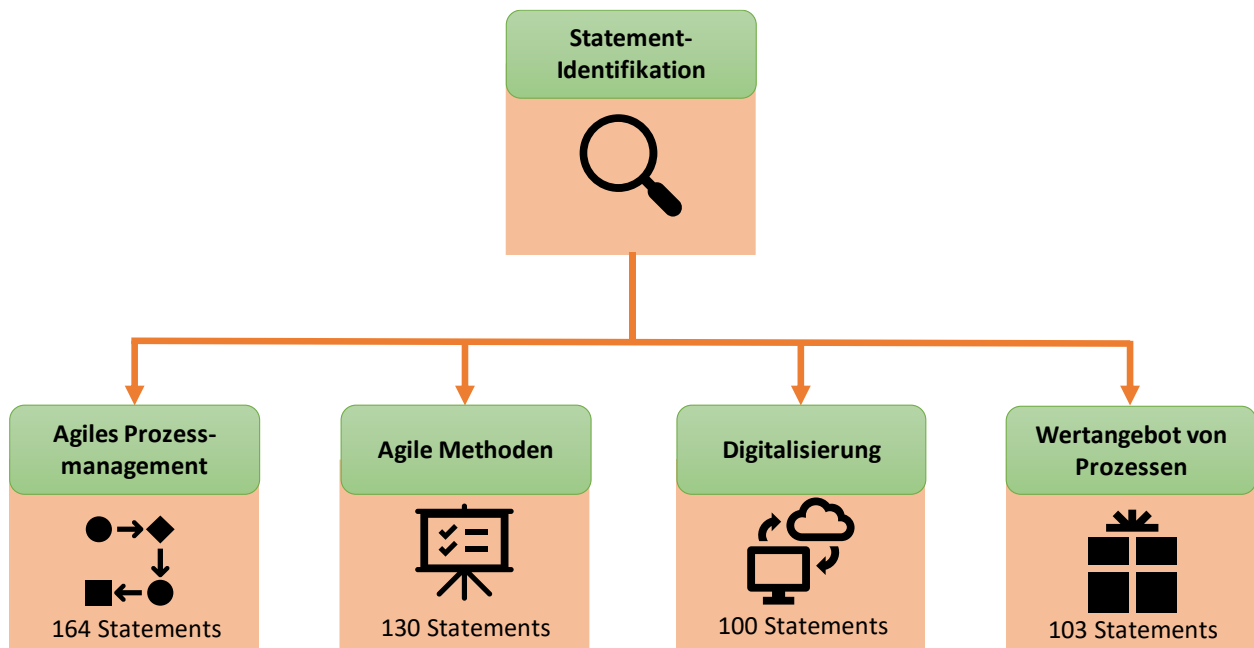 Statement-
Identifikation
Agiles Prozess-
management
164 Statements
Agile Methoden
130 Statements
Digitalisierung
100 Statements
Wertangebot von
Prozessen
103 Statements